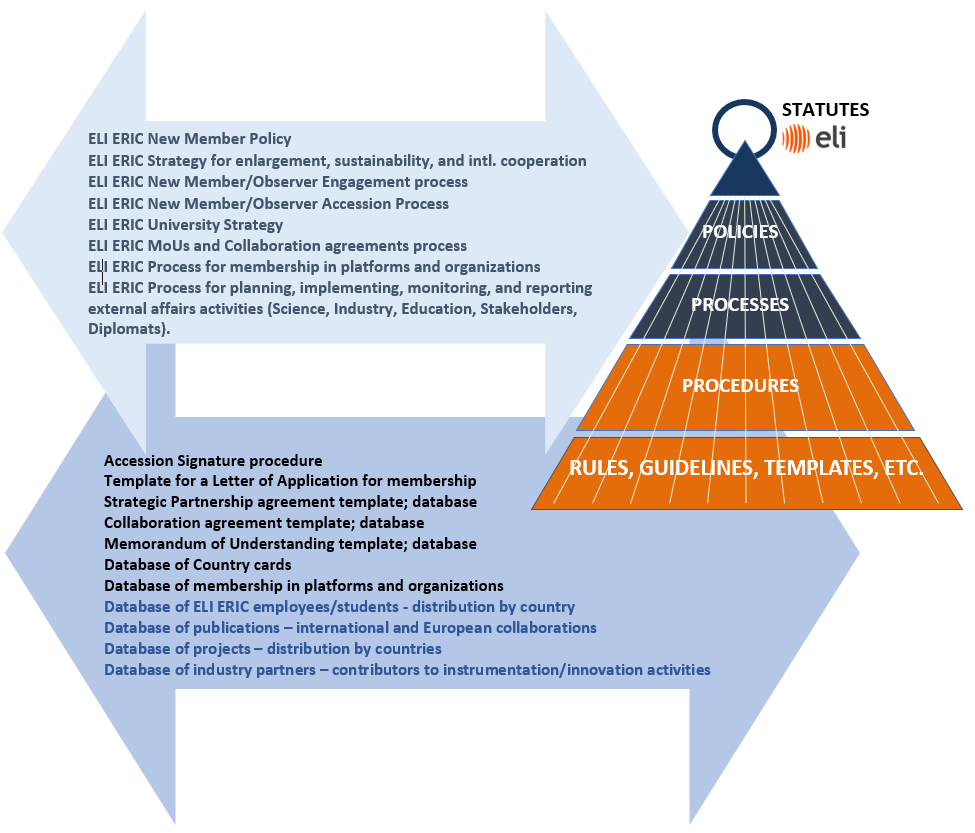 ELI ERIC New Member Policy
ELI ERIC Strategy for enlargement, sustainability, and intl. cooperation
ELI ERIC New Member/Observer Engagement process
ELI ERIC New Member/Observer Accession Process
ELI ERIC University Strategy
ELI ERIC MoUs and Collaboration agreements process
ELI ERIC Process for membership in platforms and organizations
ELI ERIC Process for planning, implementing, monitoring, and reporting
external affairs activities (Science, Industry, Education, Stakeholders,
Diplomats).
Accession Signature procedure
Template for a Letter of Application for membership
Strategic Partnership agreement template; database
Collaboration agreement template; database
Memorandum of Understanding template; database
Database of Country cards
Database of membership in platforms and organizations
Database of ELI ERIC employees/students - distribution by country
Database of publications – international and European collaborations
Database of projects – distribution by countries
Database of industry partners – contributors to instrumentation/innovation activities
STATUTES
eli
POLICIES
PROCESSES
PROCEDURES
RULES, GUIDELINES, TEMPLATES, ETC.